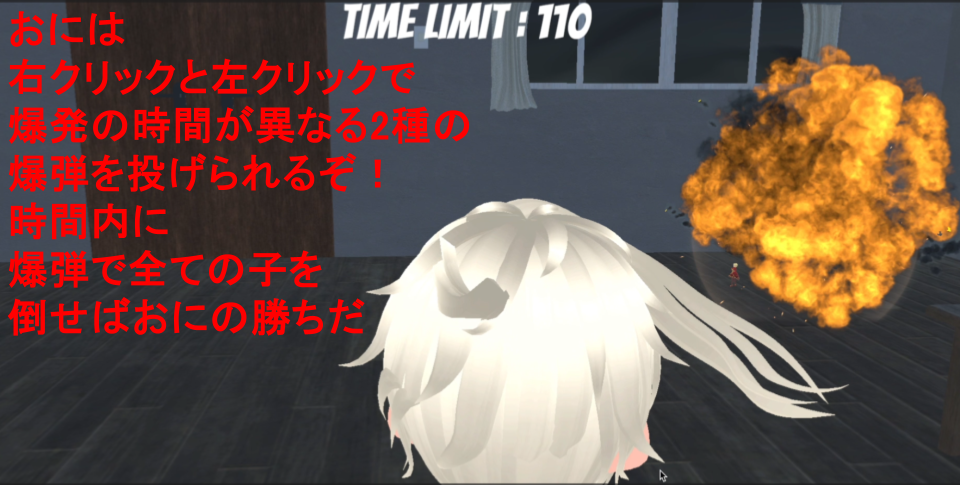 TIME LIMIT : 110
おには
右クリックと左クリックで
爆発の時間が異なる2種の
爆弾を投げられるぞ！
時間内に
爆弾で全ての子を
倒せばおにの勝ちだ